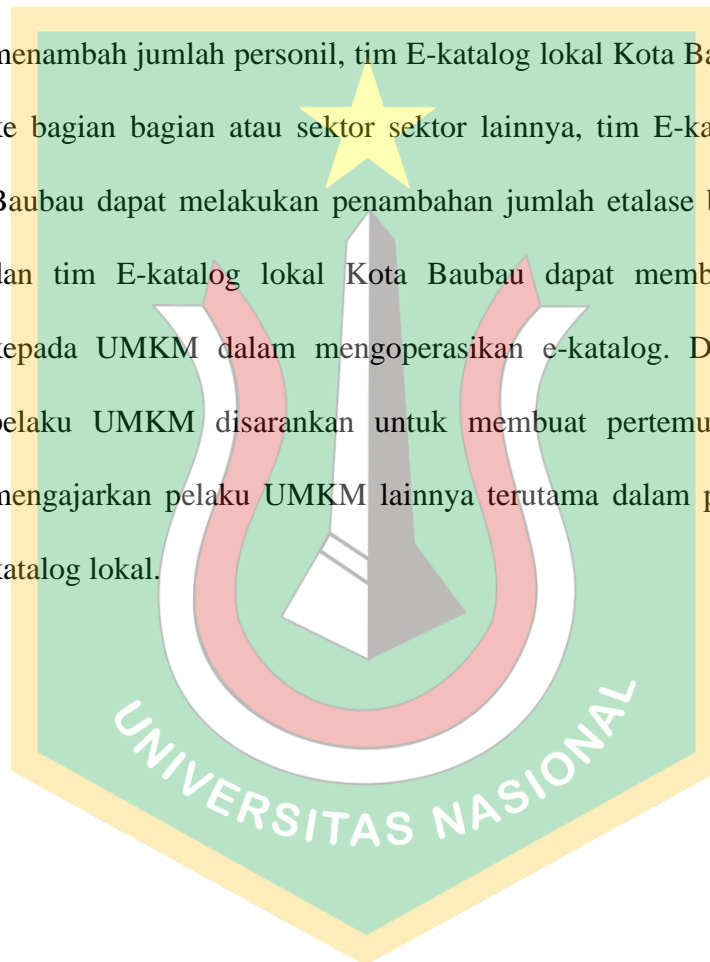 menambah jumlah personil, tim E-katalog lokal Kota Ba
ke bagian bagian atau sektor sektor lainnya, tim E-ka
Baubau dapat melakukan penambahan jumlah etalase b
dan tim E-katalog lokal Kota Baubau dapat memb
kepada UMKM dalam mengoperasikan e-katalog. D
pelaku UMKM disarankan untuk membuat pertemu
mengajarkan pelaku UMKM lainnya terutama dalam p
katalog lokal.
UNIVERSITAS NASIONAL